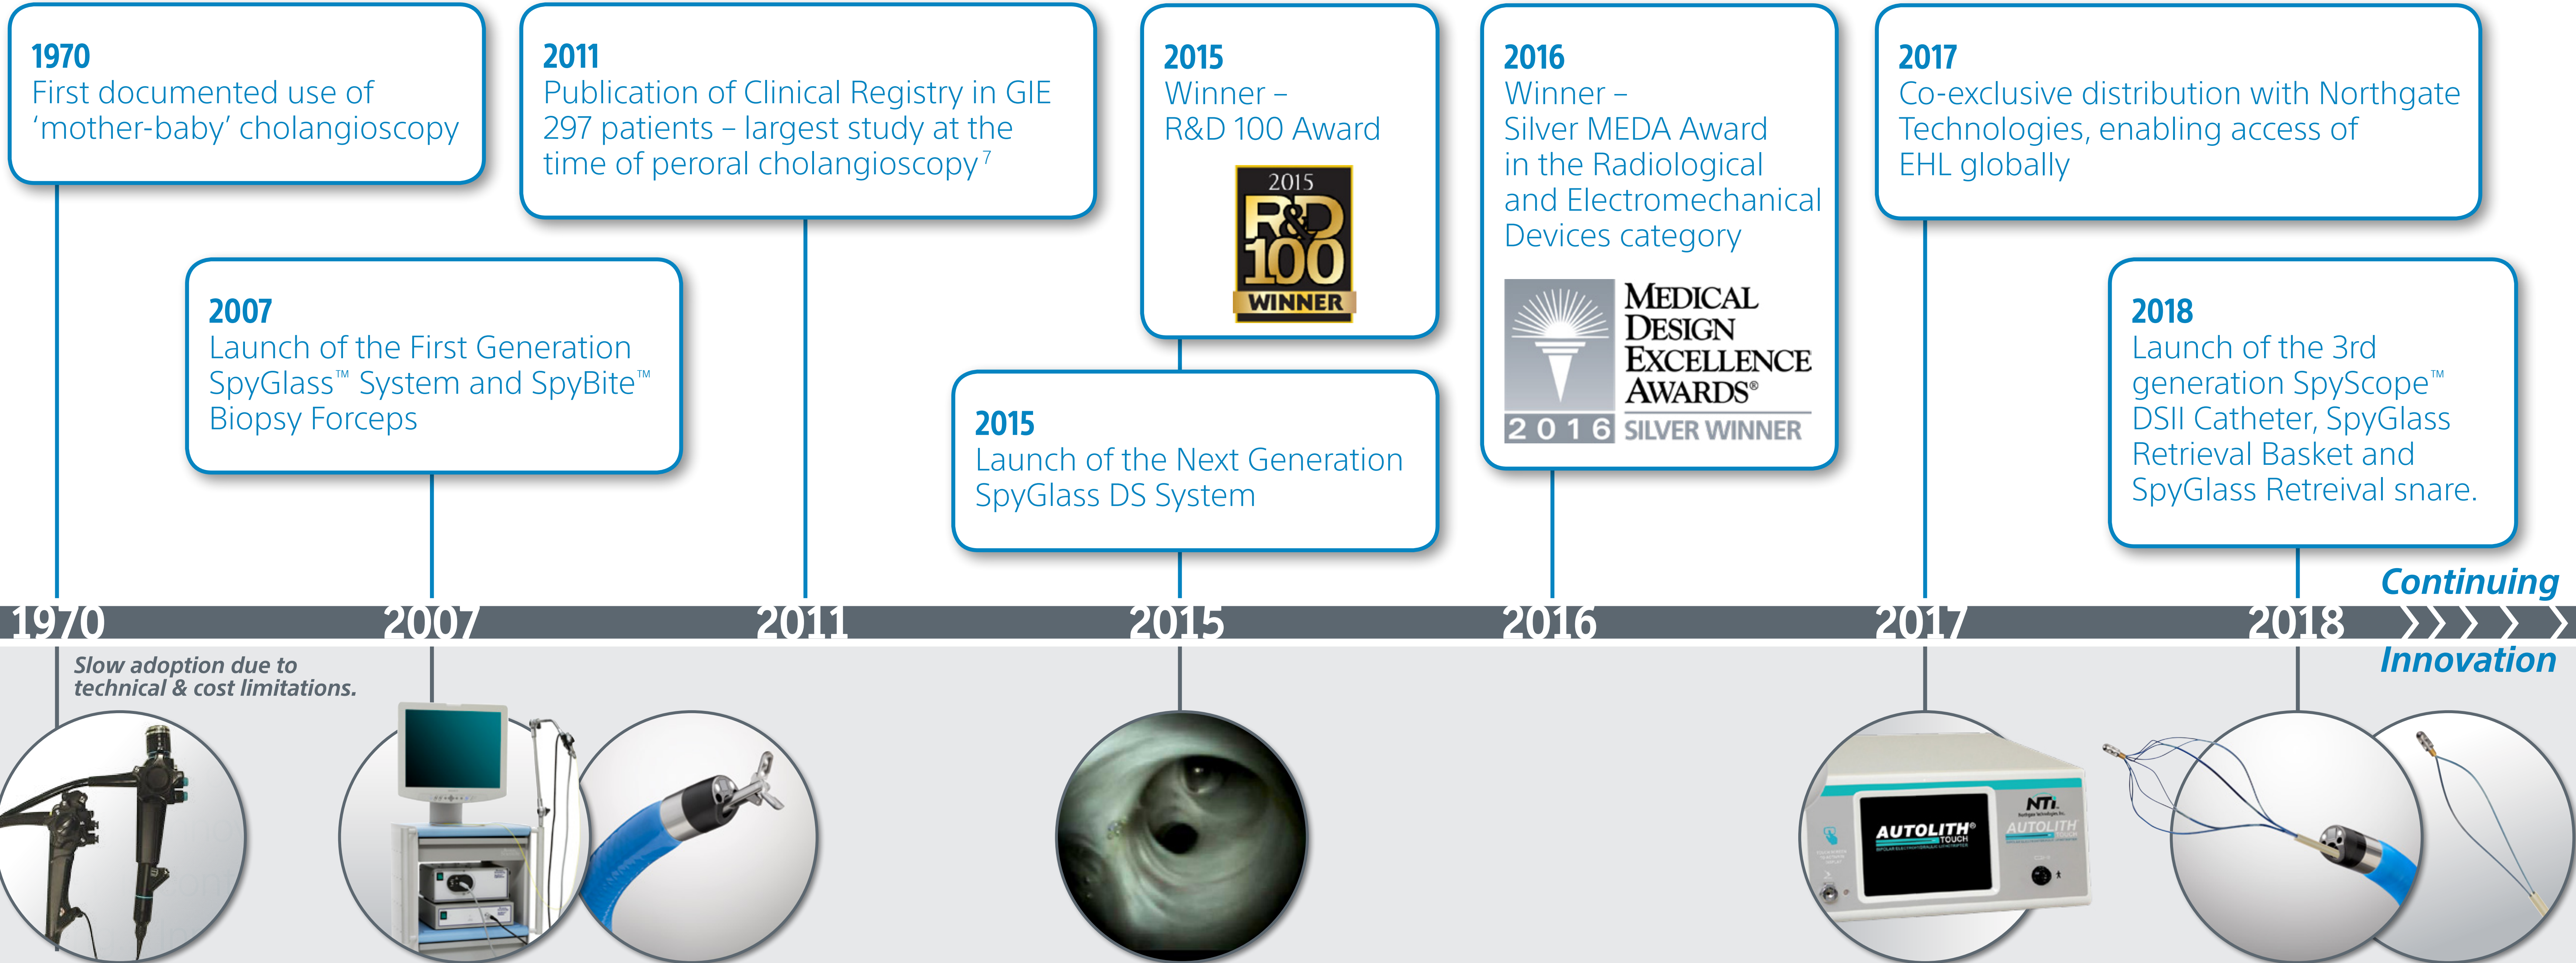 1970
First documented use of
‘mother-baby’ cholangioscopy
2007
Launch of the First Generation
SpyGlass™ System and SpyBite™
Biopsy Forceps
2011
Publication of Clinical Registry in GIE
297 patients – largest study at the
time of peroral cholangioscopy 7
2015
Winner –
R&D 100 Award
2015
R&D
100
WINNER
2015
Launch of the Next Generation
SpyGlass DS System
2016
Winner –
Silver MEDA Award
in the Radiological
and Electromechanical
Devices category
MEDICAL
DESIGN
EXCELLENCE
AWARDS®
2016 SILVER WINNER
2017
Co-exclusive distribution with Northgate
Technologies, enabling access of
EHL globally
2018
Launch of the 3rd
generation SpyScope™
DSII Catheter, SpyGlass
Retrieval Basket and
SpyGlass Retreival snare.
Continuing
1970 2007 2011 2015 2016 2017 2018
Innovation
Slow adoption due to
technical & cost limitations.
NTi
Northgate Technologies, Inc.
AUTOLITH®
TOUCH
AUTOLITH
TOUCH